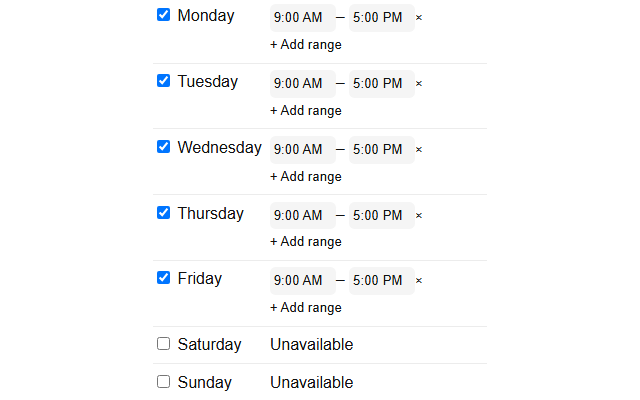 Monday 9:00 AM – 5:00 PM ×
+ Add range
Tuesday 9:00 AM – 5:00 PM ×
+ Add range
Wednesday 9:00 AM – 5:00 PM ×
+ Add range
Thursday 9:00 AM – 5:00 PM ×
+ Add range
Friday 9:00 AM – 5:00 PM ×
+ Add range
Saturday Unavailable
Sunday Unavailable